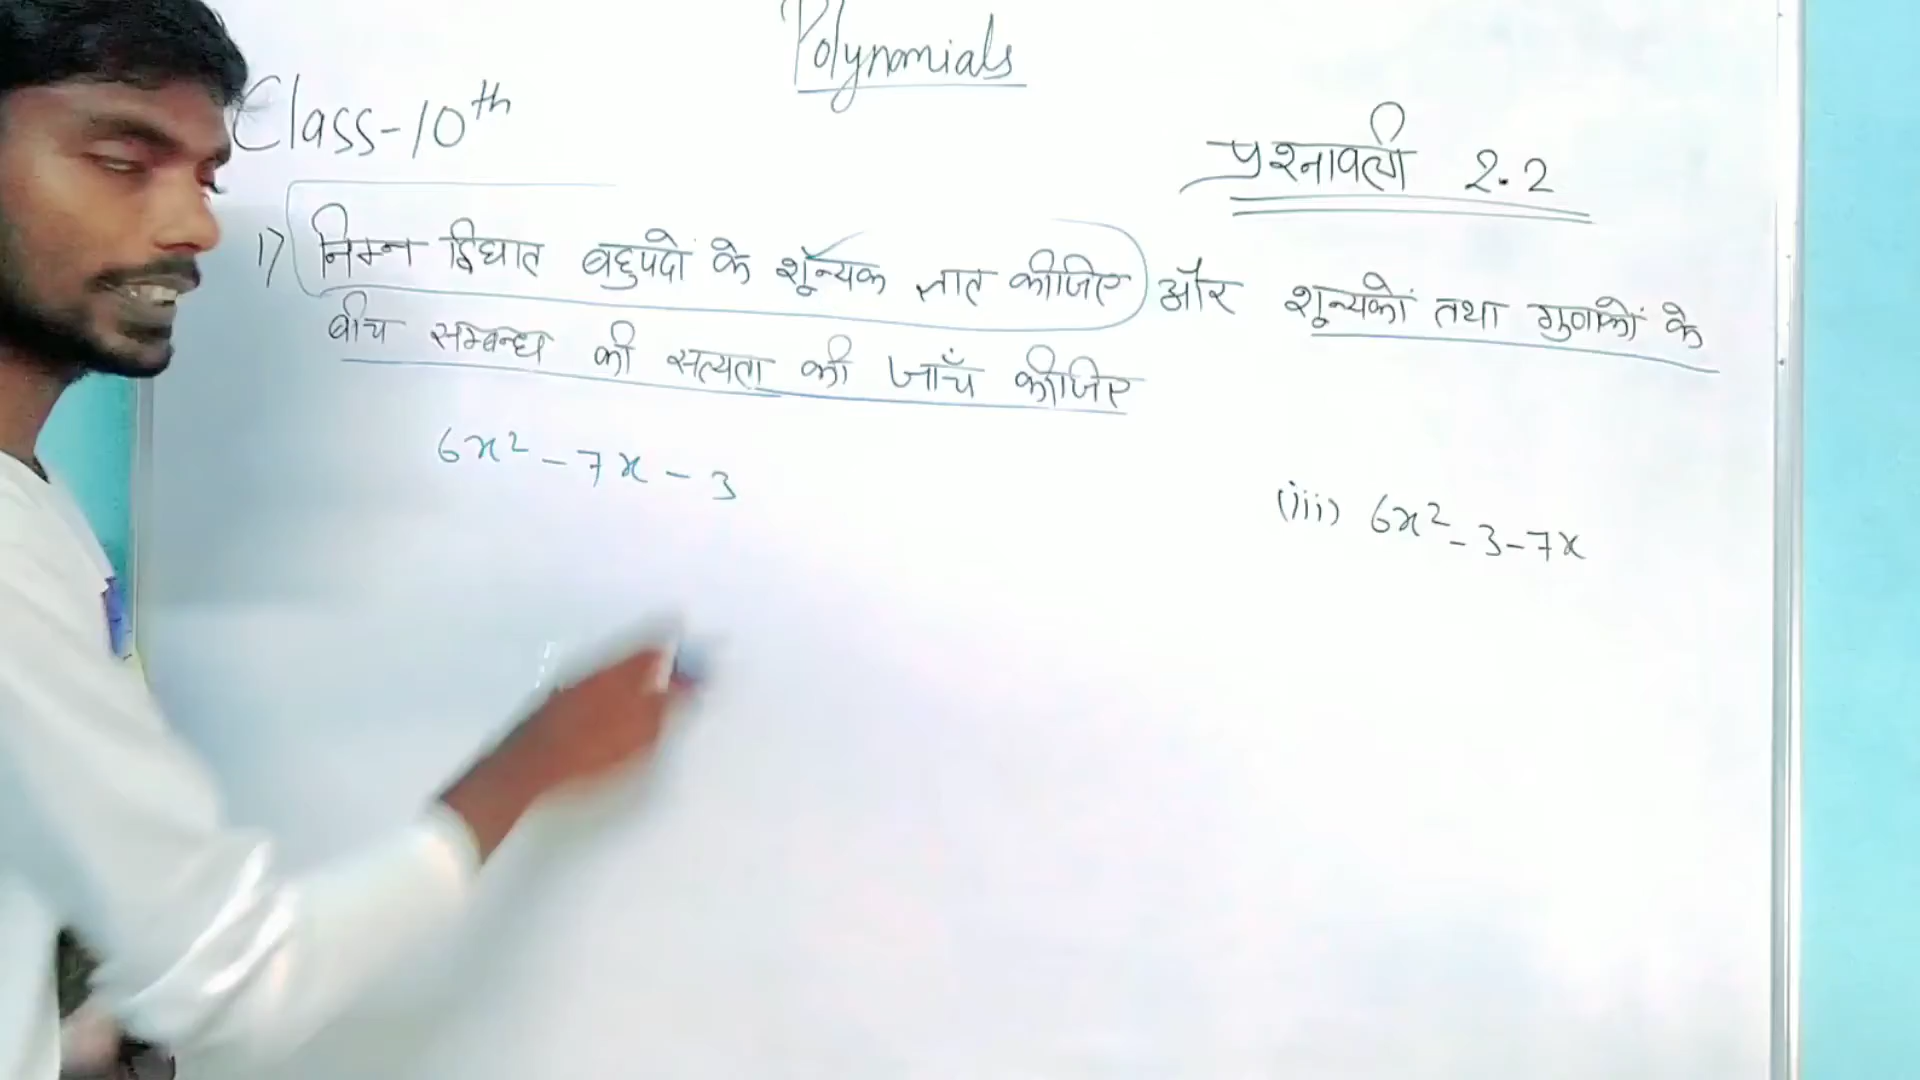 Polynomials
Class-10th
प्रश्नावली 2.2
1) निम्न द्विघात बहुपदों के शून्यक ज्ञात कीजिए और शून्यकों तथा गुणांकों के
बीच सम्बन्ध की सत्यता की जाँच कीजिए
6x² - 7x - 3
(iii) 6x² - 3 - 7x